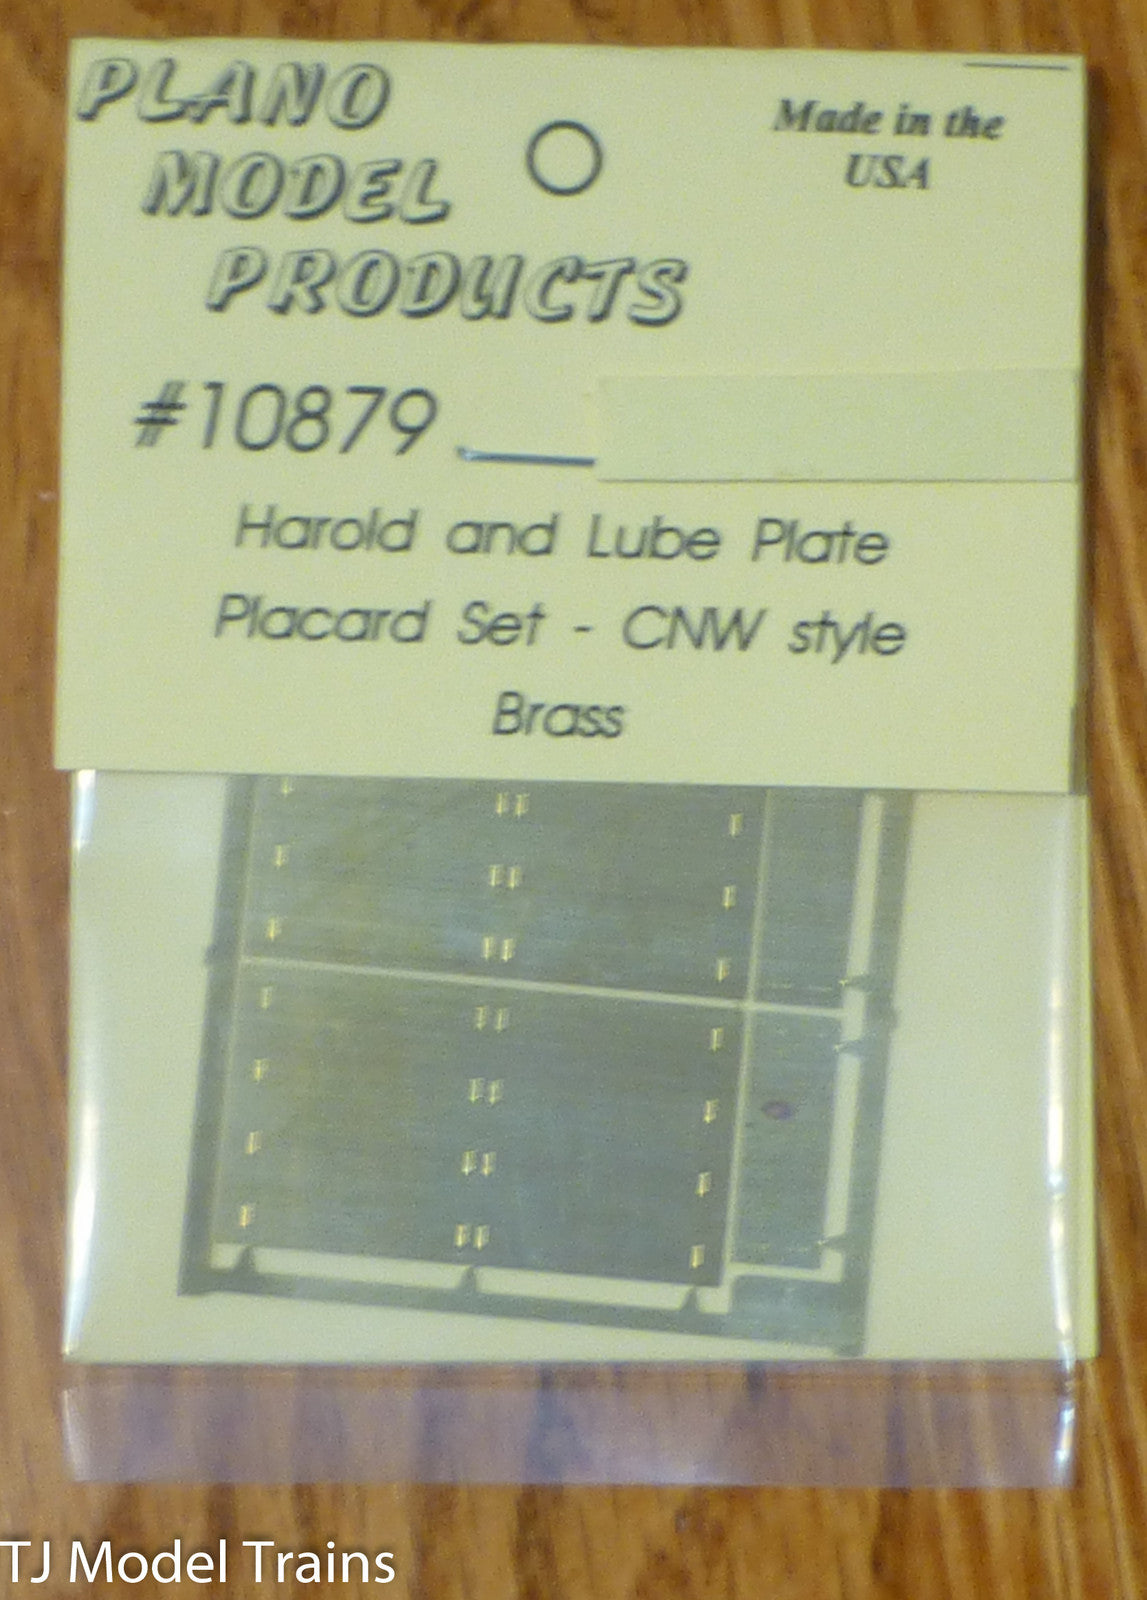 PLANO
MODEL
PRODUCTS
Made in the
USA
#10879
Harold and Lube Plate
Placard Set - CNW style
Brass
TJ Model Trains